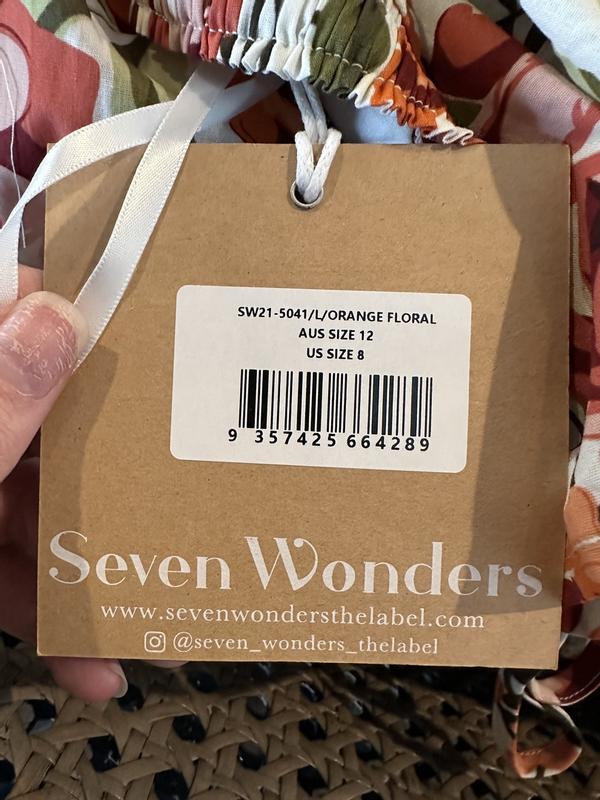 SW21-5041/L/ORANGE FLORAL
AUS SIZE 12
US SIZE 8
9 357425 664289
Seven Wonders
www.sevenwondersthelabel.com
@seven_wonders_thelabel